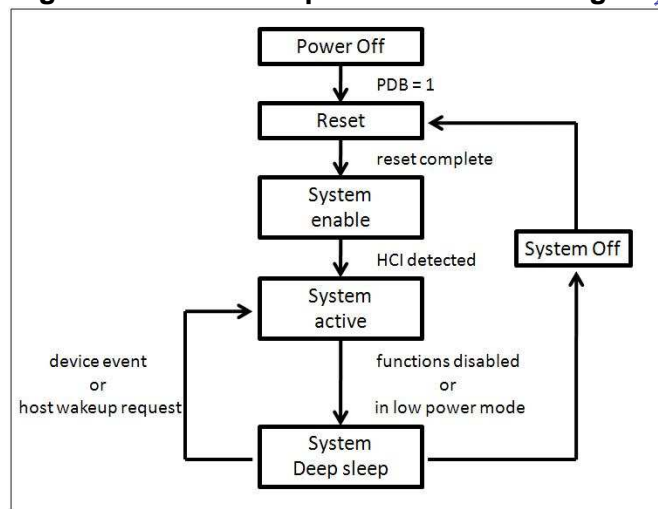 Power Off
PDB = 1
Reset
reset complete
System
enable
HCI detected
System Off
System
active
device event
or
host wakeup request
functions disabled
or
in low power mode
System
Deep sleep